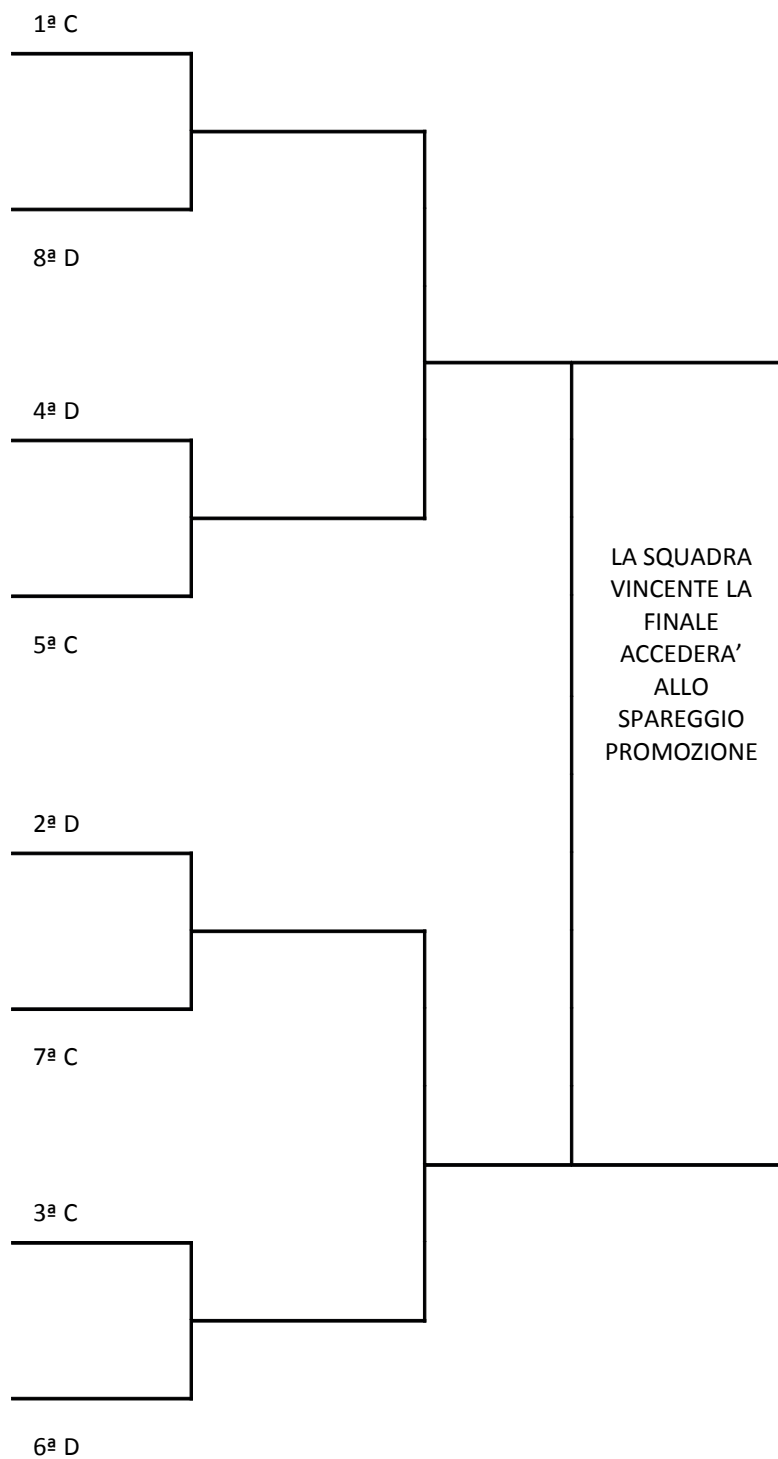 1ª C
8ª D
4ª D
LA SQUADRA
VINCENTE LA
FINALE
ACCEDERA’
ALLO
SPAREGGIO
PROMOZIONE
5ª C
2ª D
7ª C
3ª C
6ª D